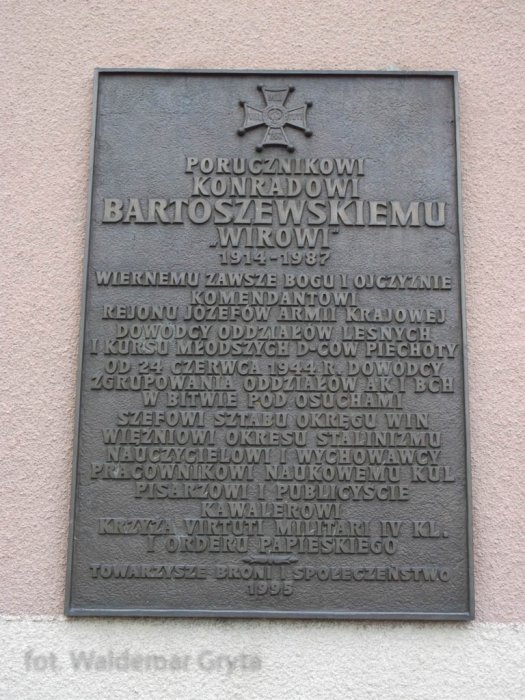 PORUCZNIKOWI
KONRADOWI
BARTOSZEWSKIEMU
„WIROWI"
1914-1987
WIERNEMU ZAWSZE BOGU I OJCZYŹNIE
KOMENDANTOWI
REJONU JÓZEFÓW ARMII KRAJOWEJ
DOWÓDCY ODDZIAŁÓW LEŚNYCH
I KURSU MŁODSZYCH D-CÓW PIECHOTY
OD 24 CZERWCA 1944 R. DOWÓDCY
ZGRUPOWANIA ODDZIAŁÓW AK I BCH
W BITWIE POD OSUCHAMI
SZEFOWI SZTABU OKRĘGU WIN
WIĘŹNIOWI OKRESU STALINIZMU
NAUCZYCIELOWI I WYCHOWAWCY
PRACOWNIKOWI NAUKOWEMU KUL
PISARZOWI I PUBLICYŚCIE
KAWALEROWI
KRZYŻA VIRTUTI MILITARI IV KL.
I ORDERU PAPIESKIEGO
TOWARZYSZE BRONI I SPOŁECZEŃSTWO
1995
fot. Waldemar Gryta